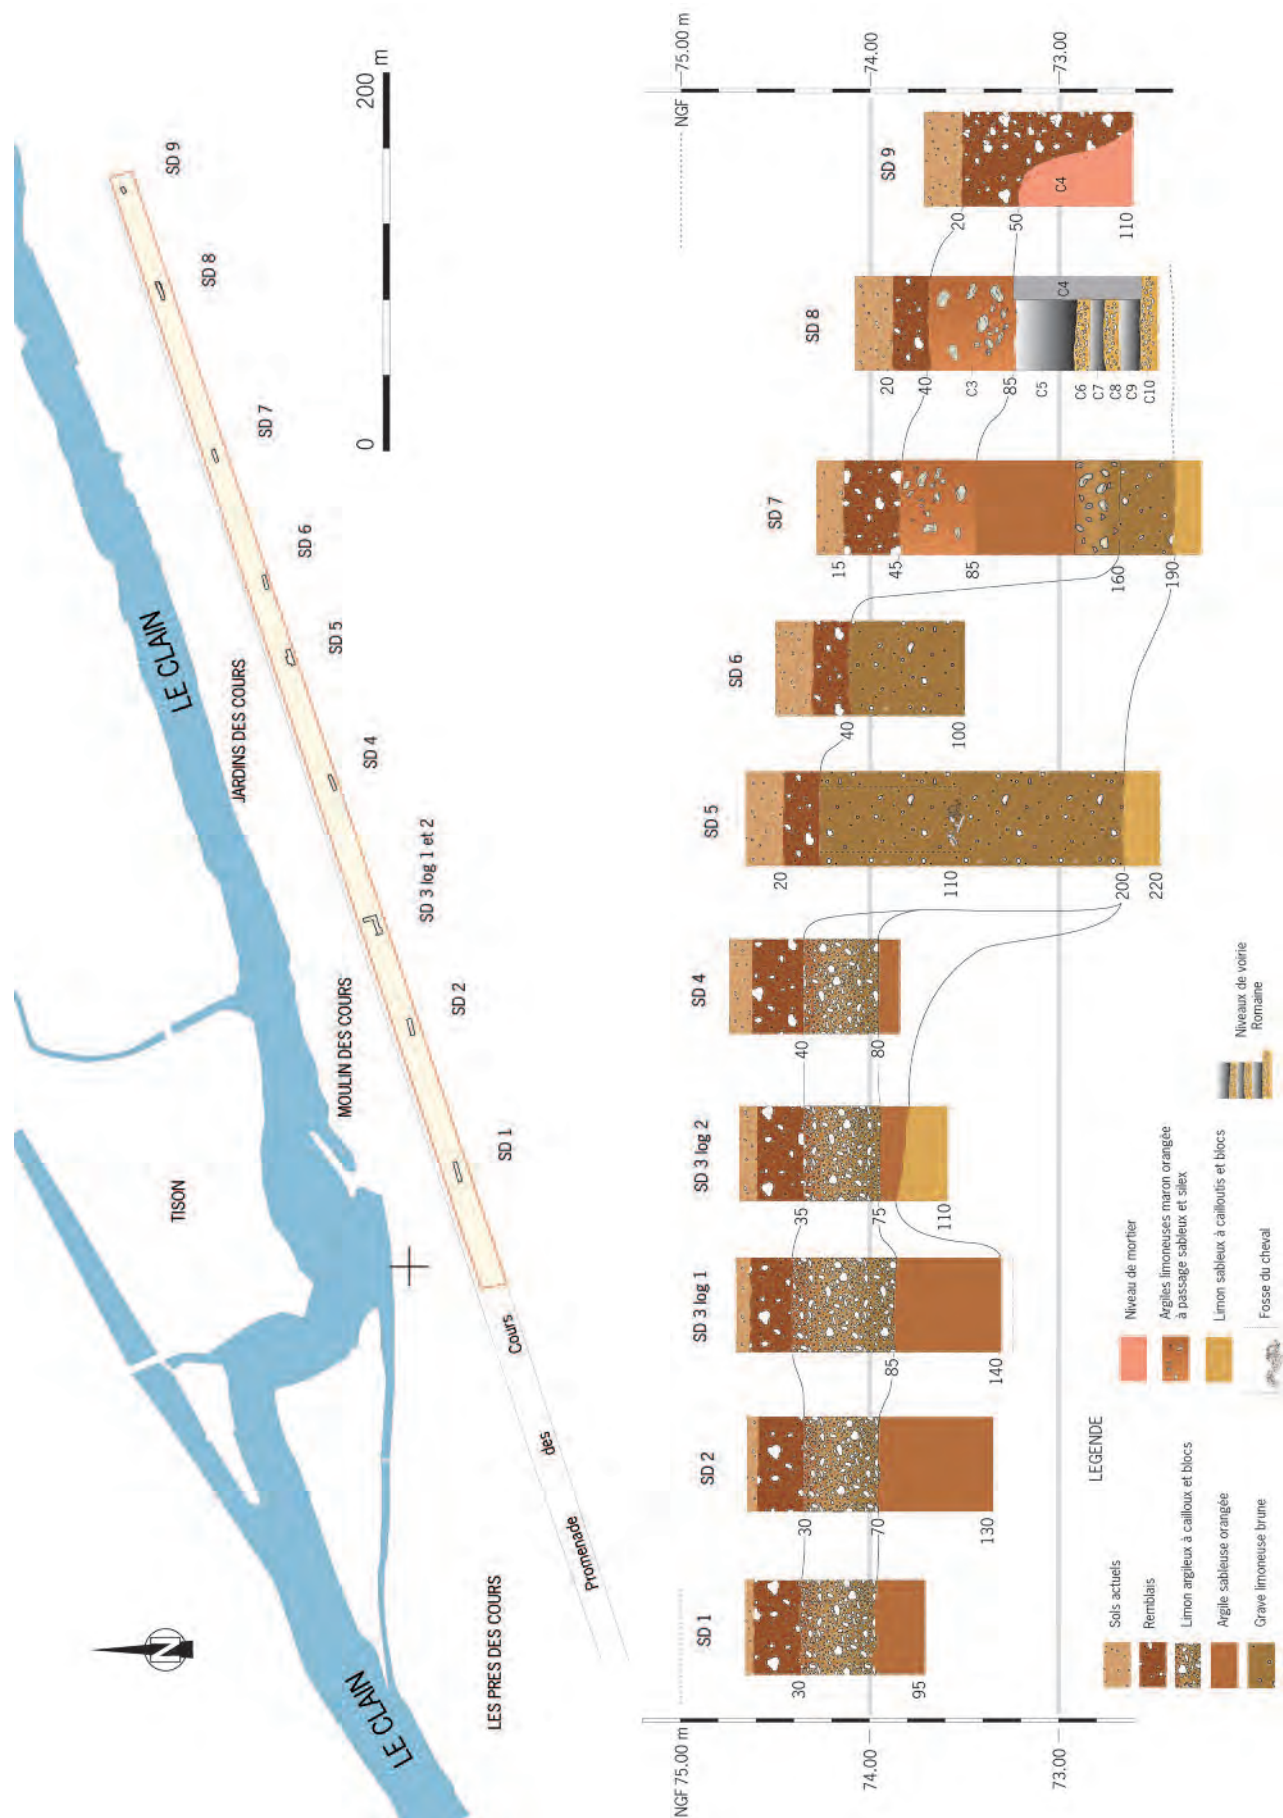 200 m
0
LE CLAIN
LE CLAIN
JARDINS DES COURS
MOULIN DES COURS
TISON
LES PRES DES COURS
Promenade
des
Cours
N
SD 1
SD 2
SD 3 log 1 et 2
SD 4
SD 5
SD 6
SD 7
SD 8
SD 9
NGF 75.00 m
74.00
73.00
SD 1
30
95
SD 2
30
70
130
SD 3 log 1
85
140
SD 3 log 2
35
75
110
SD 4
40
80
SD 5
20
110
200
220
SD 6
40
100
SD 7
15
45
85
160
190
SD 8
20
40
C3
85
C5
C4
C6
C7
C8
C9
C10
SD 9
20
50
C4
110
NGF
75.00 m
74.00
73.00
LEGENDE
Sols actuels
Remblais
Limon argileux à cailloux et blocs
Argile sableuse orangée
Grave limoneuse brune
Niveau de mortier
Argiles limoneuses maron orangée
à passage sableux et silex
Limon sableux à cailloutis et blocs
Fosse du cheval
Niveaux de voirie
Romaine